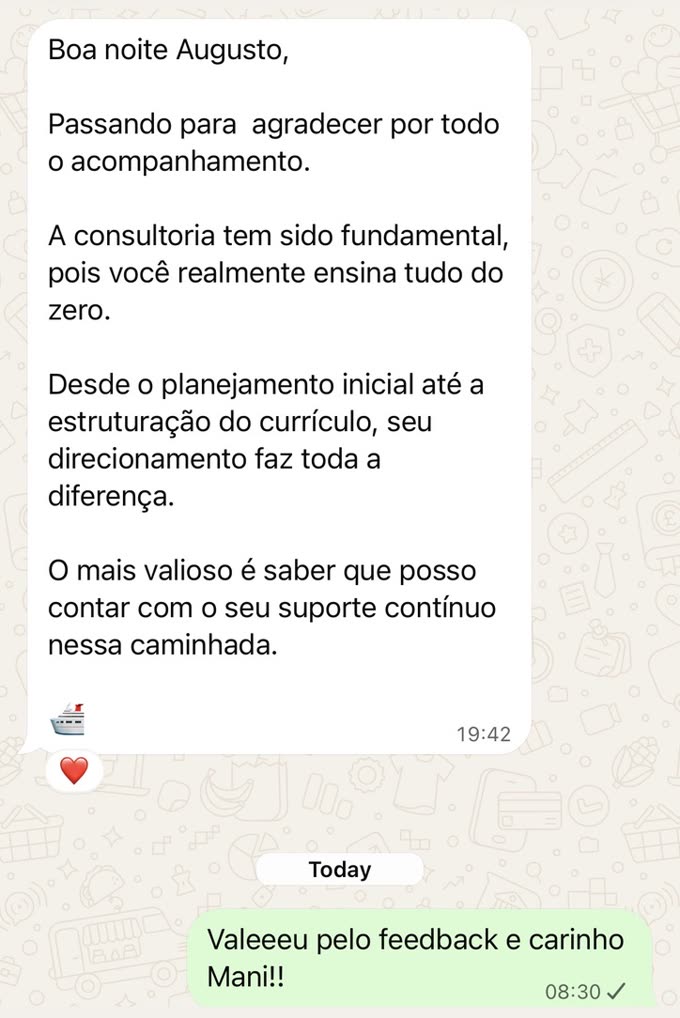 Boa noite Augusto,
Passando para  agradecer por todo
o acompanhamento.
A consultoria tem sido fundamental,
pois você realmente ensina tudo do
zero.
Desde o planejamento inicial até a
estruturação do currículo, seu
direcionamento faz toda a
diferença.
O mais valioso é saber que posso
contar com o seu suporte contínuo
nessa caminhada.
🛳️
19:42
❤️
Today
Valeeeu pelo feedback e carinho
Mani!!
08:30